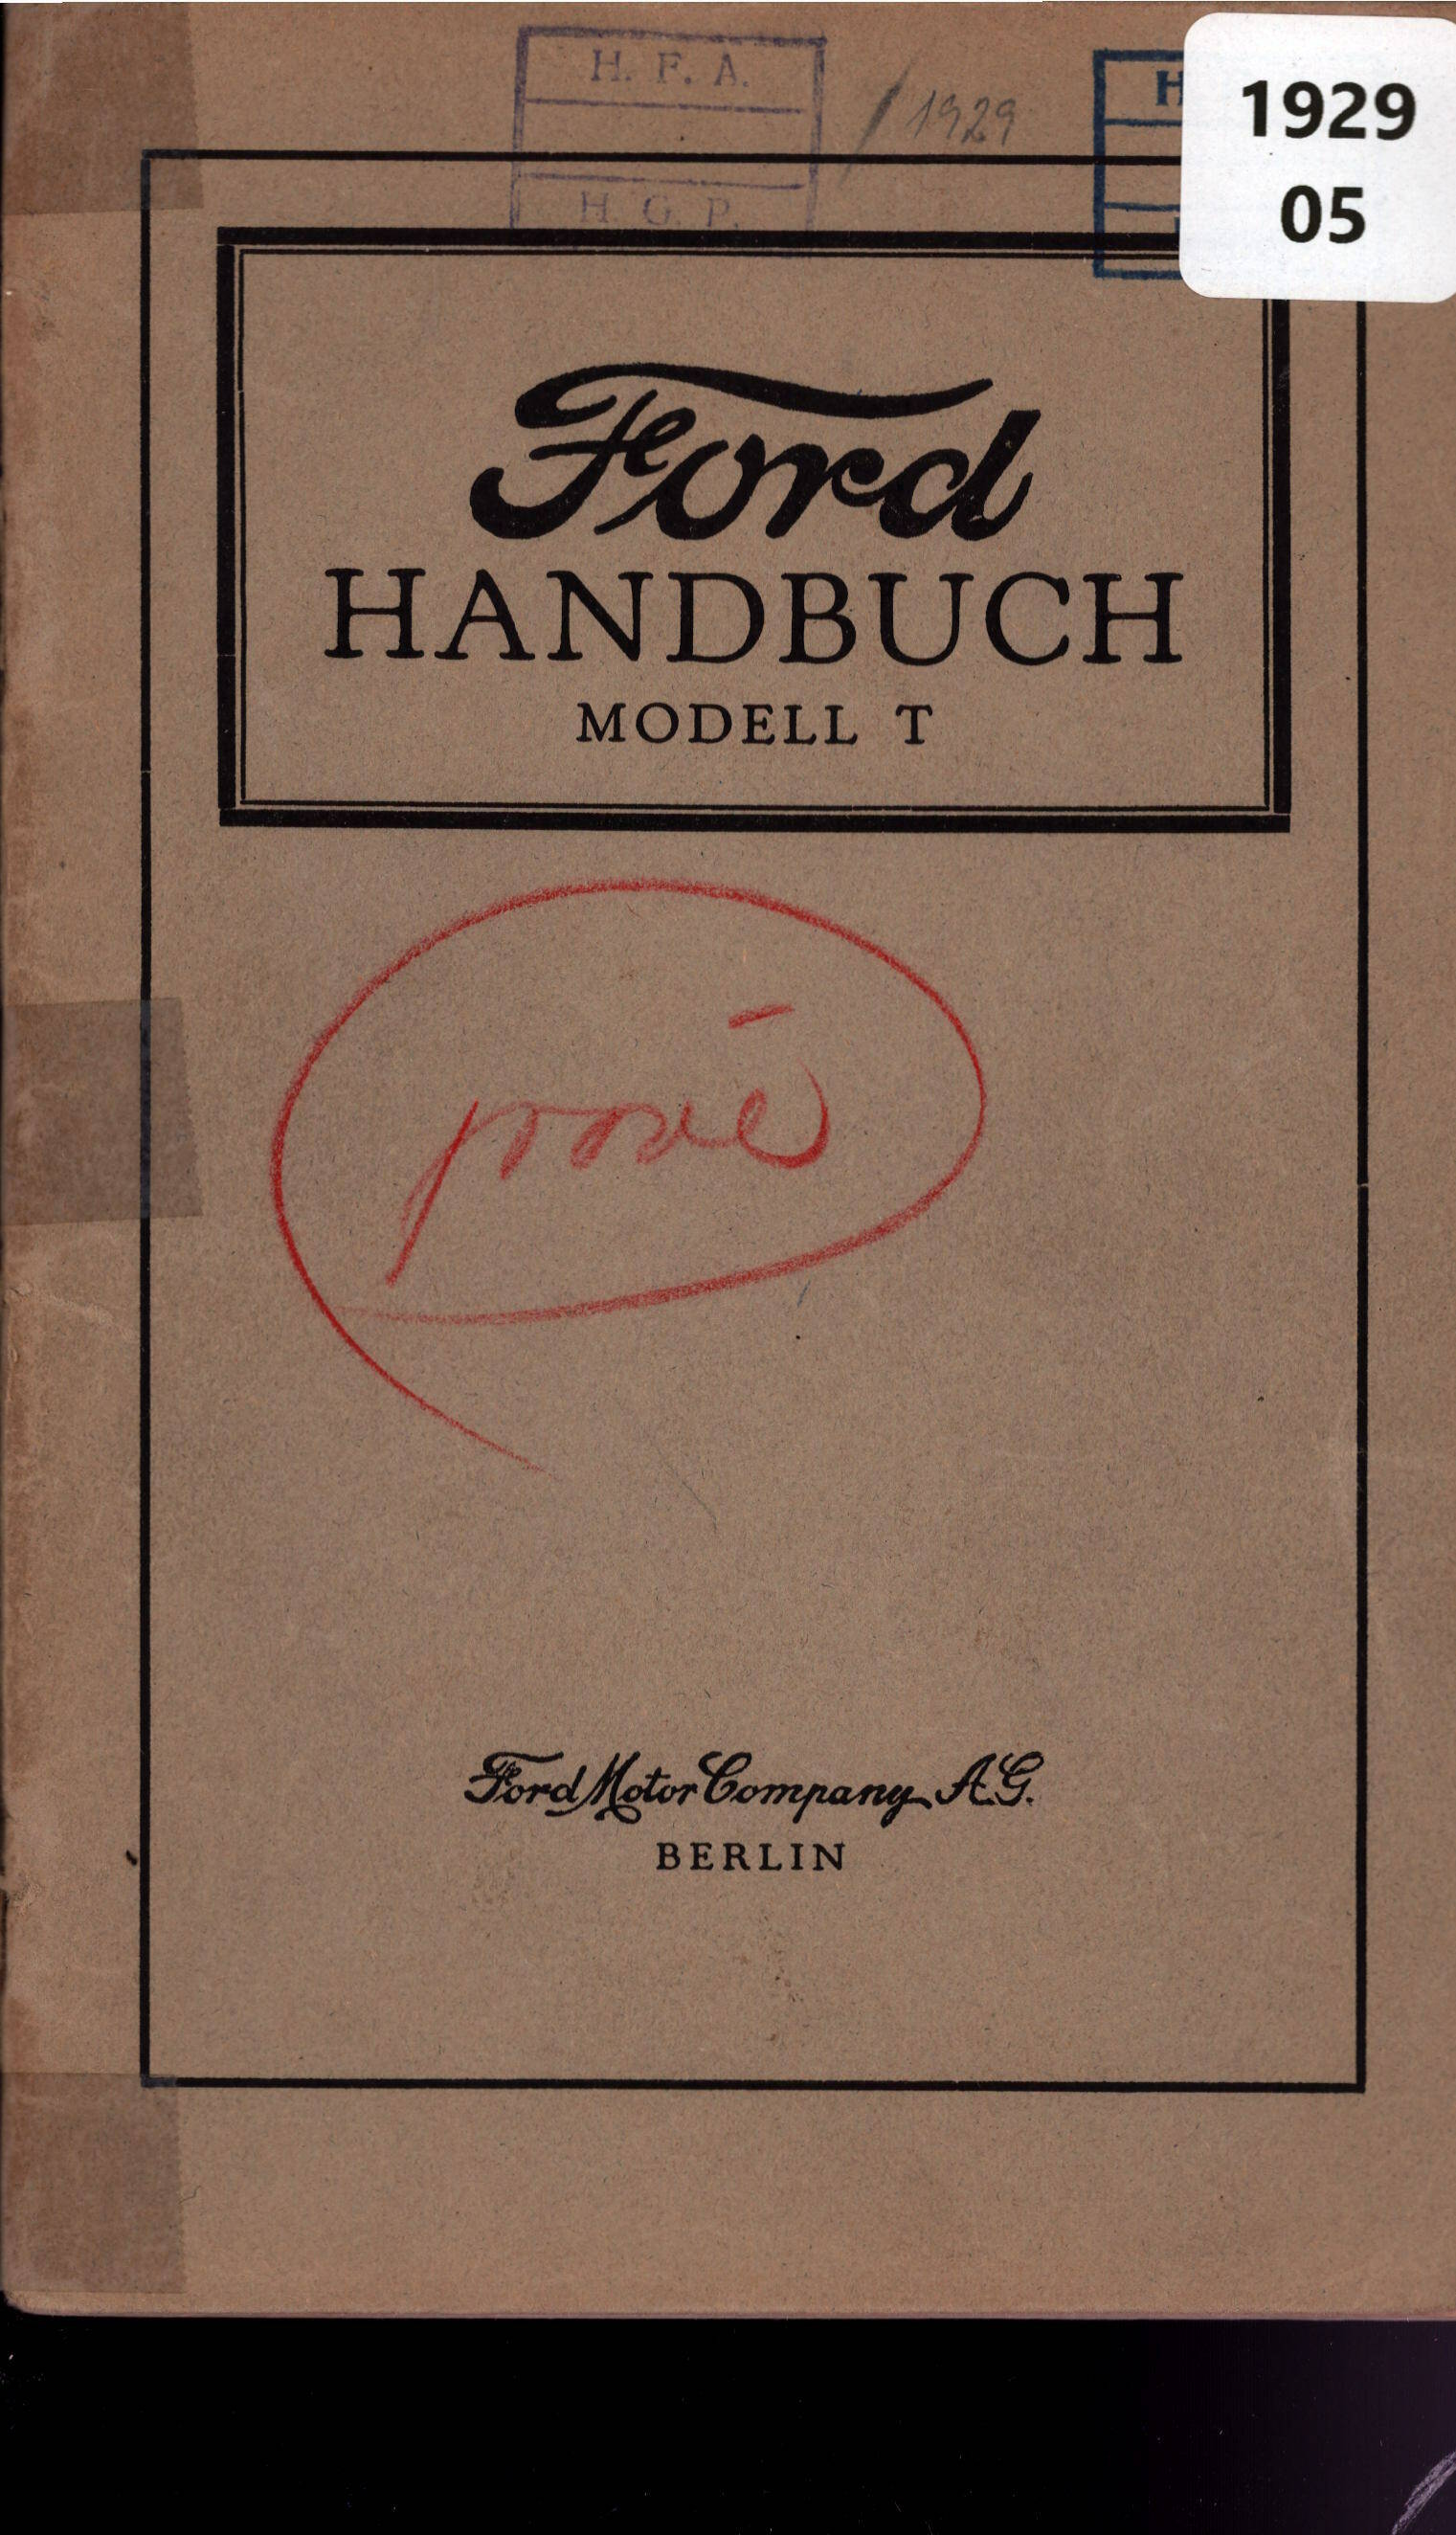 H. F. A.
/ 1929
H
1929
05
H. G. P.
Ford
HANDBUCH
MODELL T
Ford Motor Company A.G.
BERLIN